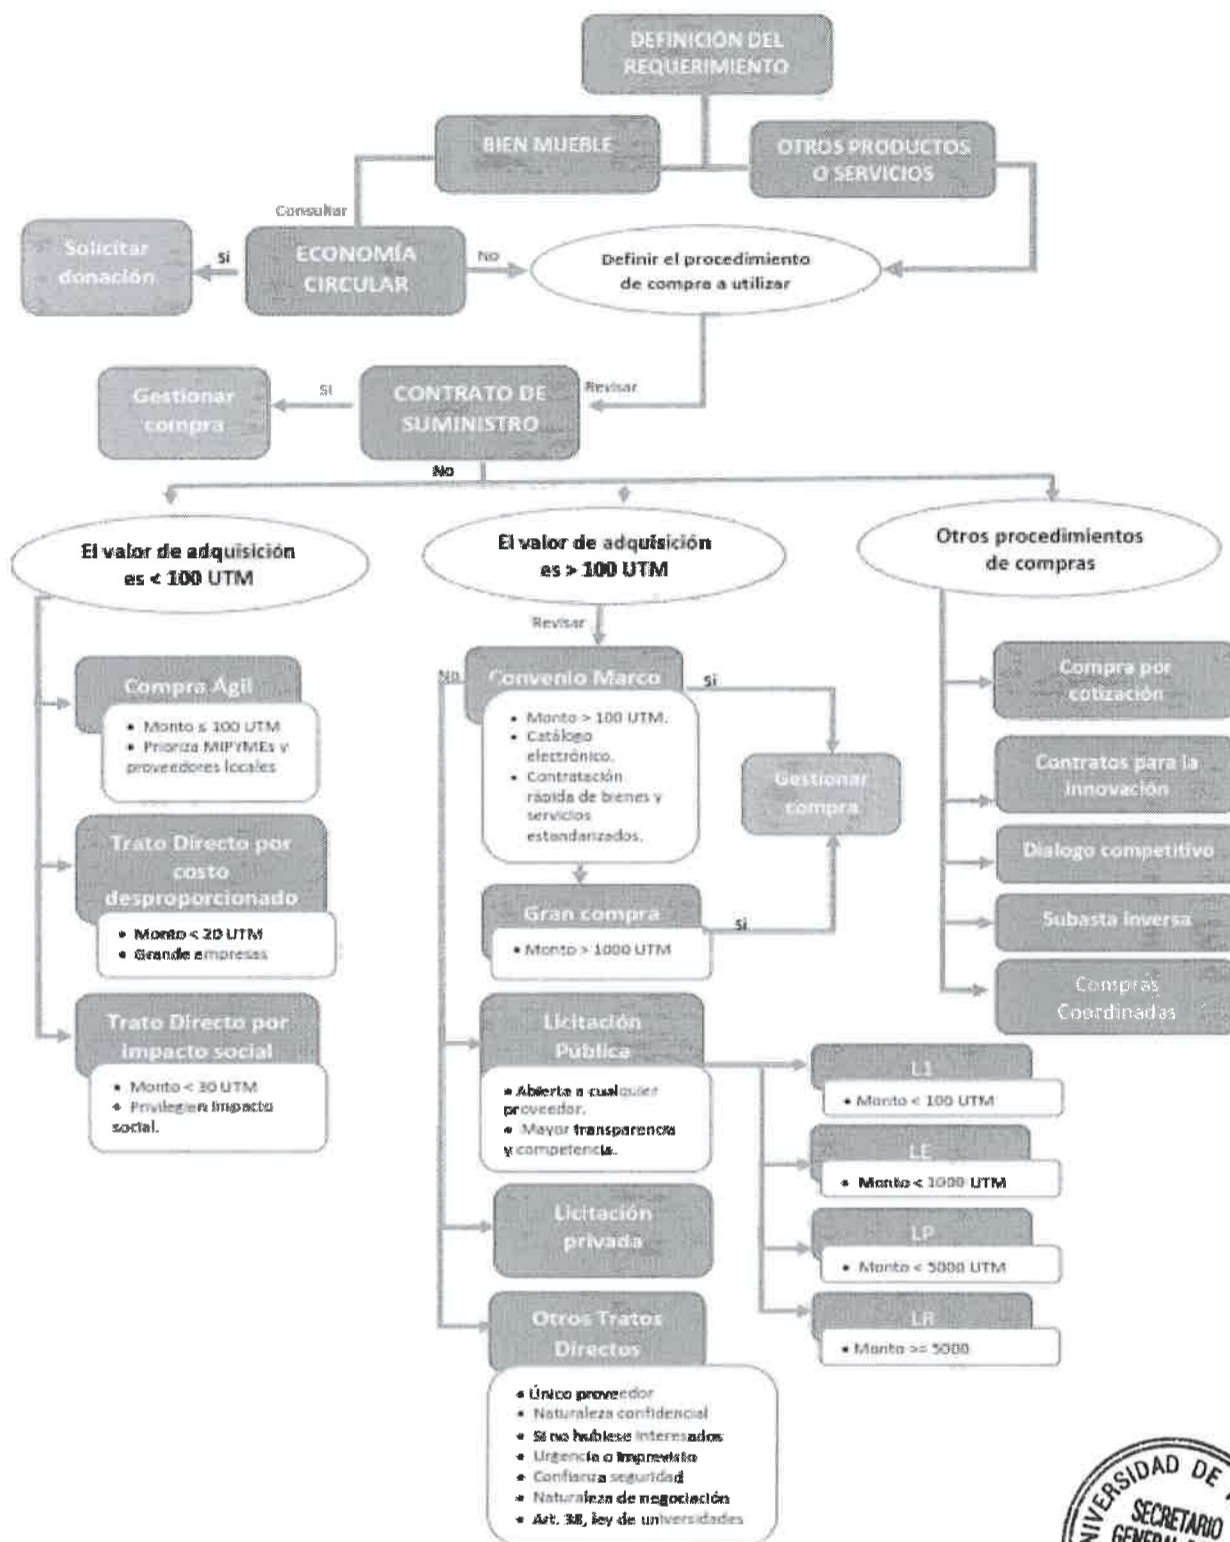 DEFINICIÓN DEL
REQUERIMIENTO
BIEN MUEBLE
OTROS PRODUCTOS
O SERVICIOS
Consultar
Solicitar
donación
Si
ECONOMÍA
CIRCULAR
No
Definir el procedimiento
de compra a utilizar
Gestionar
compra
Si
CONTRATO DE
SUMINISTRO
Revisar
No
El valor de adquisición
es < 100 UTM
El valor de adquisición
es > 100 UTM
Otros procedimientos
de compras
Compra Ágil
• Monto ≤ 100 UTM
• Prioriza MIPYMEs y
proveedores locales
Trato Directo por
costo
desproporcionado
• Monto < 20 UTM
• Grande empresas
Trato Directo por
impacto social
• Monto < 30 UTM
• Privilegien impacto
social.
Revisar
No
Convenio Marco
Si
• Monto > 100 UTM.
• Catálogo
electrónico.
• Contratación
rápida de bienes y
servicios
estandarizados.
Gestionar
compra
Gran compra
Si
• Monto > 1000 UTM
Licitación
Pública
• Abierta a cualquier
proveedor.
• Mayor transparencia
y competencia.
Licitación
privada
Otros Tratos
Directos
• Único proveedor
• Naturaleza confidencial
• Si no hubiese interesados
• Urgencia o imprevisto
• Confianza seguridad
• Naturaleza de negociación
• Art. 38, ley de universidades
Compra por
cotización
Contratos para la
innovación
Dialogo competitivo
Subasta inversa
Compras
Coordinadas
L1
• Monto < 100 UTM
LE
• Monto < 1000 UTM
LP
• Monto < 5000 UTM
LR
• Monto >= 5000
UNIVERSIDAD DE
SECRETARIO
GENERAL